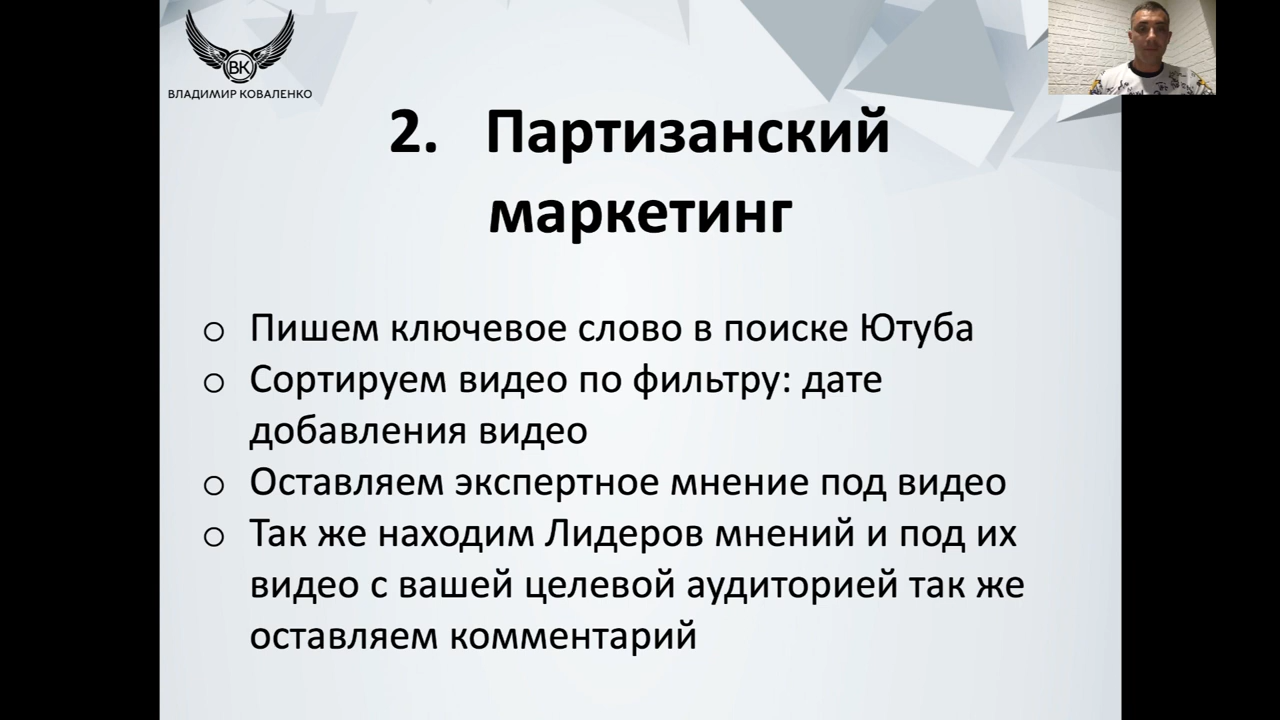 ВК
ВЛАДИМИР КОВАЛЕНКО
2. Партизанский
маркетинг
Пишем ключевое слово в поиске Ютуба
Сортируем видео по фильтру: дате
добавления видео
Оставляем экспертное мнение под видео
Так же находим Лидеров мнений и под их
видео с вашей целевой аудиторией так же
оставляем комментарий